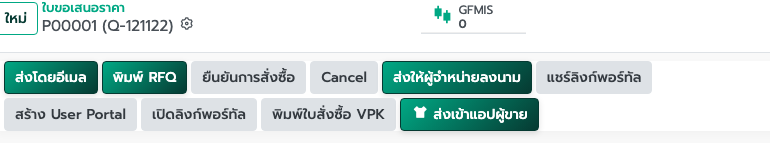 ใหม่
ใบขอเสนอราคา
P00001 (Q-121122)
GFMIS
0
ส่งโดยอีเมล พิมพ์ RFQ ยืนยันการสั่งซื้อ Cancel ส่งให้ผู้จำหน่ายลงนาม แชร์ลิงก์พอร์ทัล
สร้าง User Portal เปิดลิงก์พอร์ทัล พิมพ์ใบสั่งซื้อ VPK ส่งเข้าแอปผู้ขาย